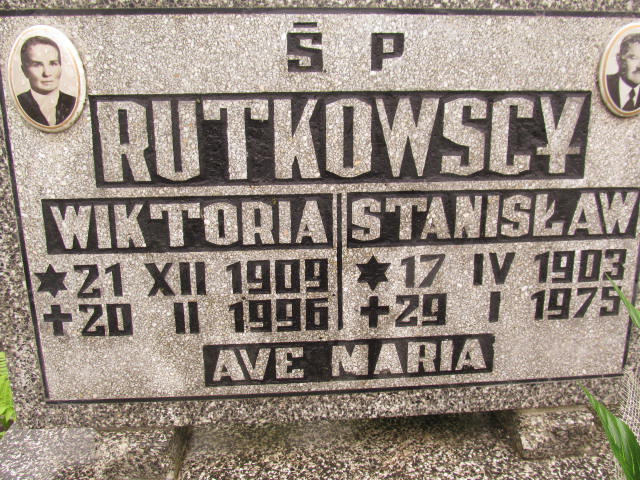 Ś P
RUTKOWSCY
WIKTORIA STANISŁAW
21 XII 1909 17 IV 1903
20 II 1996 29 I 1975
AVE MARIA